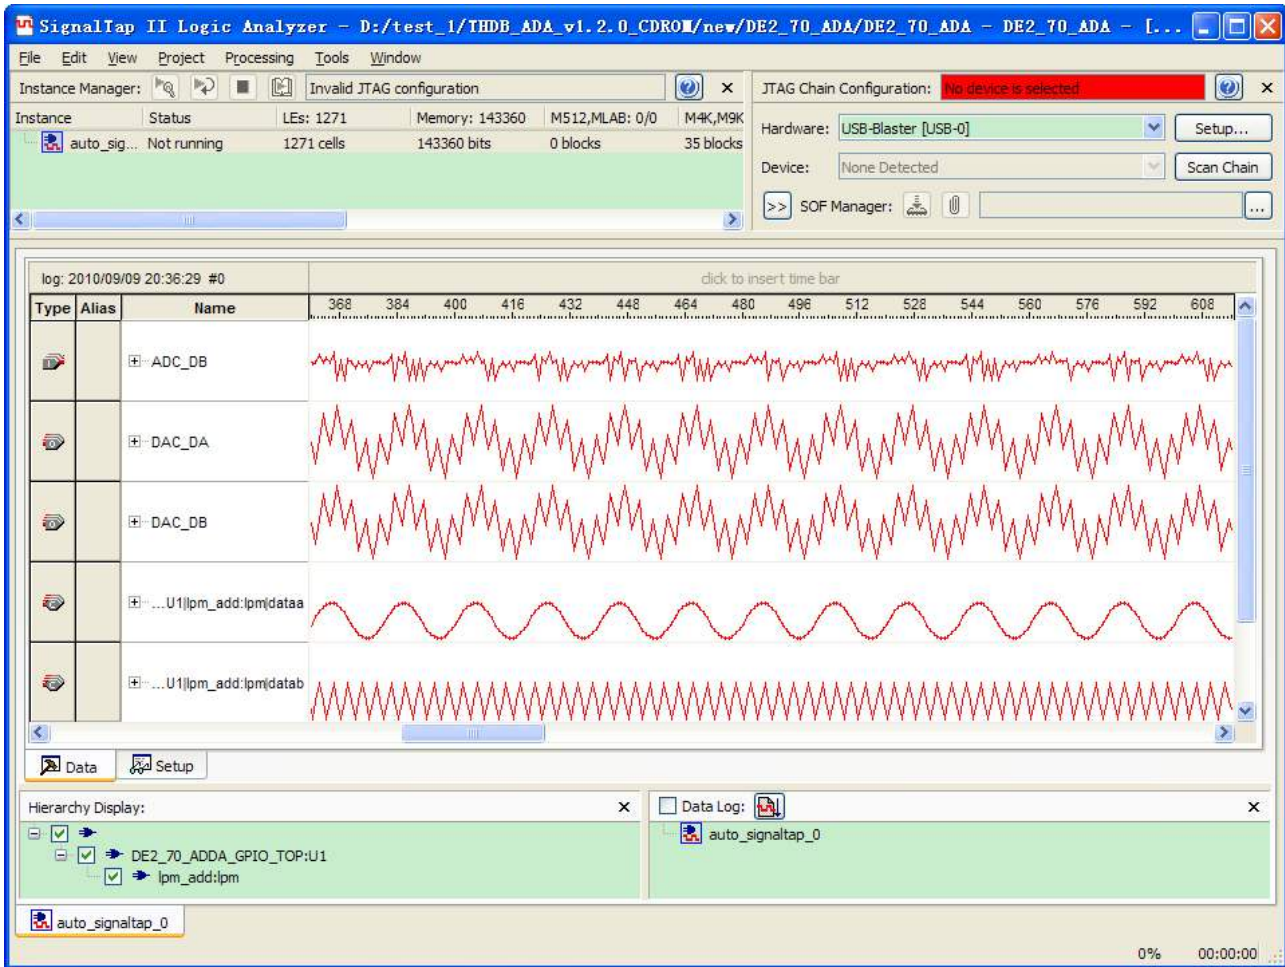 SignalTap II Logic Analyzer - D:/test_1/THDB_ADA_v1.2.0_CDROM/new/DE2_70_ADA/DE2_70_ADA - DE2_70_ADA - [...
File Edit View Project Processing Tools Window
Instance Manager: Invalid JTAG configuration
Instance Status LEs: 1271 Memory: 143360 M512,MLAB: 0/0 M4K,M9K
auto_sig... Not running 1271 cells 143360 bits 0 blocks 35 blocks
JTAG Chain Configuration: No device is selected
Hardware: USB-Blaster [USB-0] Setup...
Device: None Detected Scan Chain
>> SOF Manager: ...
log: 2010/09/09 20:36:29 #0 click to insert time bar
Type Alias Name 368 384 400 416 432 448 464 480 496 512 528 544 560 576 592 608
ADC_DB
DAC_DA
DAC_DB
...U1|lpm_add:lpm|dataa
...U1|lpm_add:lpm|datab
Data Setup
Hierarchy Display:
DE2_70_ADDA_GPIO_TOP:U1
lpm_add:lpm
Data Log:
auto_signaltap_0
auto_signaltap_0
0% 00:00:00